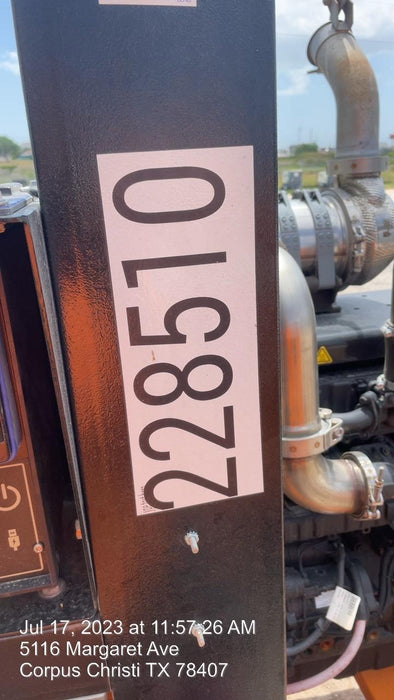 228510
Jul 17, 2023 at 11:57:26 AM
5116 Margaret Ave
Corpus Christi TX 78407